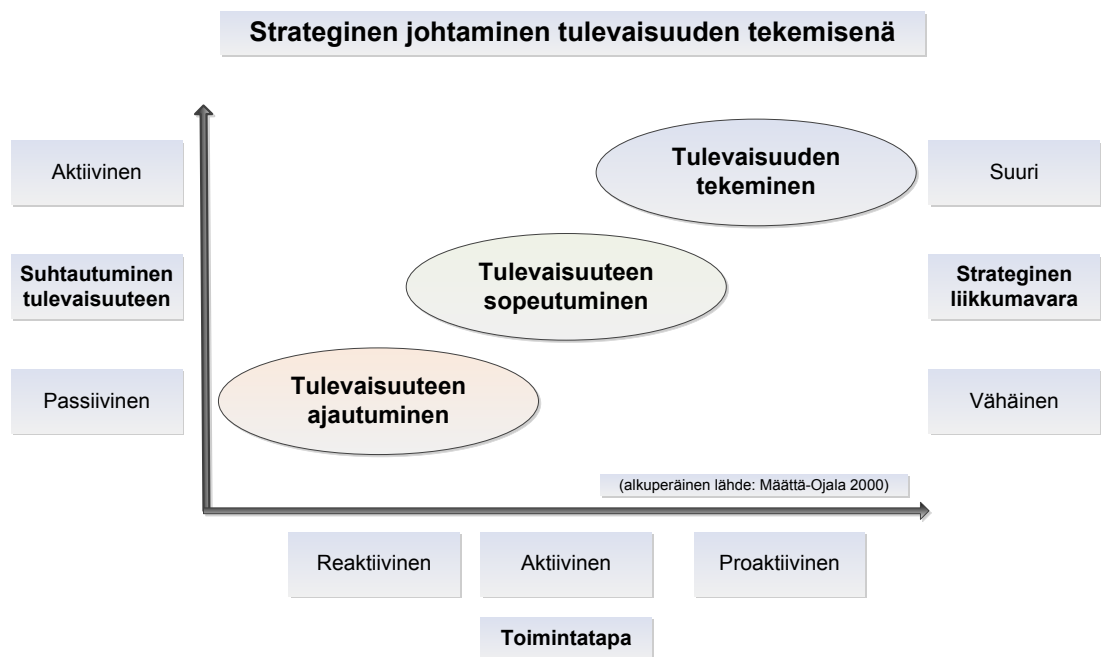 Strateginen johtaminen tulevaisuuden tekemisenä
Aktiivinen
Tulevaisuuden
tekeminen
Suuri
Suhtautuminen
tulevaisuuteen
Tulevaisuuteen
sopeutuminen
Strateginen
liikkumavara
Passiivinen
Tulevaisuuteen
ajautuminen
Vähäinen
(alkuperäinen lähde: Määttä-Ojala 2000)
Reaktiivinen
Aktiivinen
Proaktiivinen
Toimintatapa